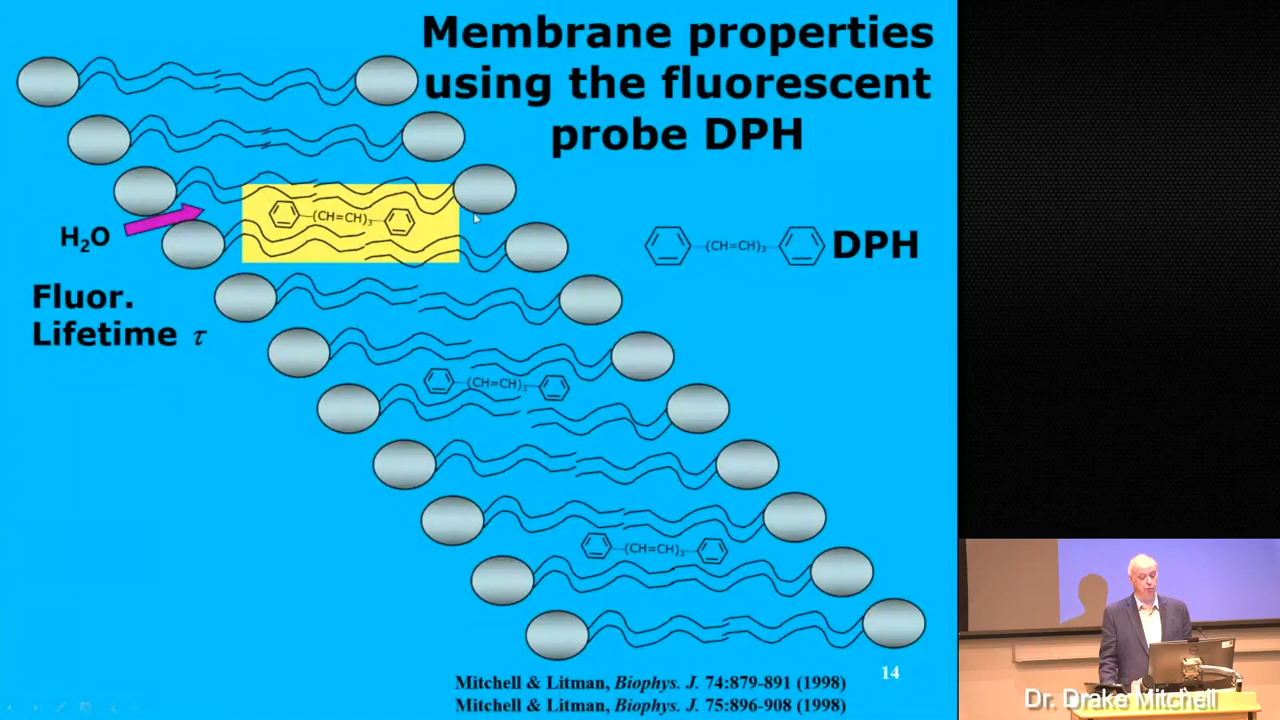 Membrane properties
using the fluorescent
probe DPH
(CH=CH)₃
H₂O
(CH=CH)₃ DPH
Fluor.
Lifetime τ
(CH=CH)₃
(CH=CH)₃
Mitchell & Litman, Biophys. J. 74:879-891 (1998)
Mitchell & Litman, Biophys. J. 75:896-908 (1998)
14
Dr. Drake Mitchell